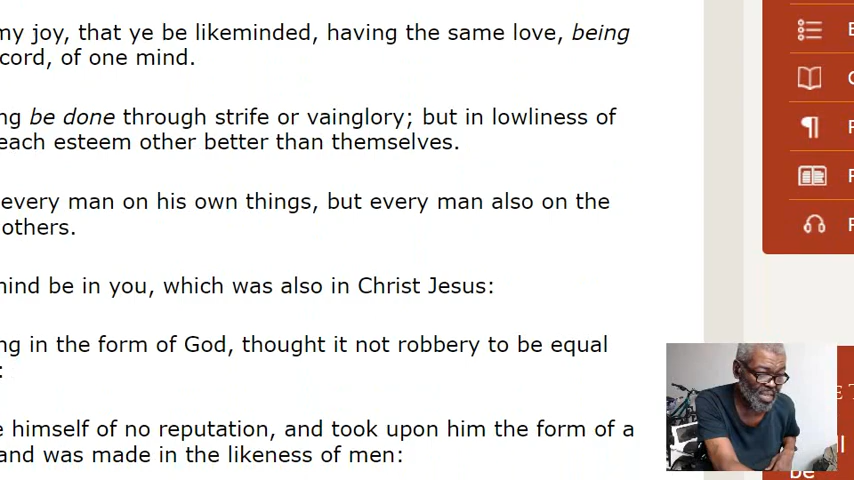 my joy, that ye be likeminded, having the same love, being
cord, of one mind.
ng be done through strife or vainglory; but in lowliness of
each esteem other better than themselves.
every man on his own things, but every man also on the
others.
mind be in you, which was also in Christ Jesus:
ng in the form of God, thought it not robbery to be equal
:
e himself of no reputation, and took upon him the form of a
and was made in the likeness of men: